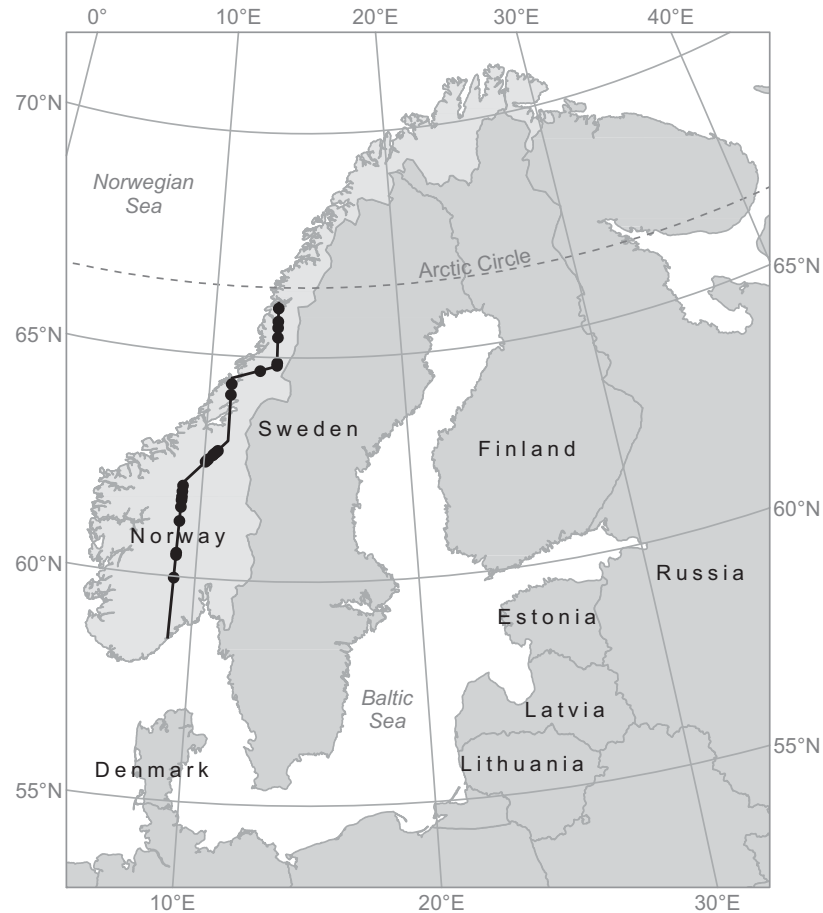 0° 10°E 20°E 30°E 40°E
70°N
Norwegian
Sea
Arctic Circle
65°N
65°N
Sweden
Finland
60°N
Norway
60°N
Russia
Estonia
Baltic
Sea
Latvia
55°N
Lithuania
Denmark
55°N
10°E 20°E 30°E